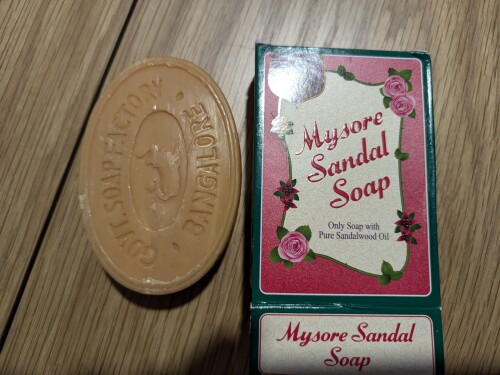 GOVT. SOAP FACTORY
BANGALORE
Mysore
Sandal
Soap
Only Soap with
Pure Sandalwood Oil
Mysore Sandal
Soap